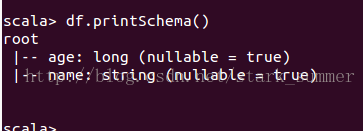 scala> df.printSchema()
root
 |-- age: long (nullable = true)
 |-- name: string (nullable = true)
scala>